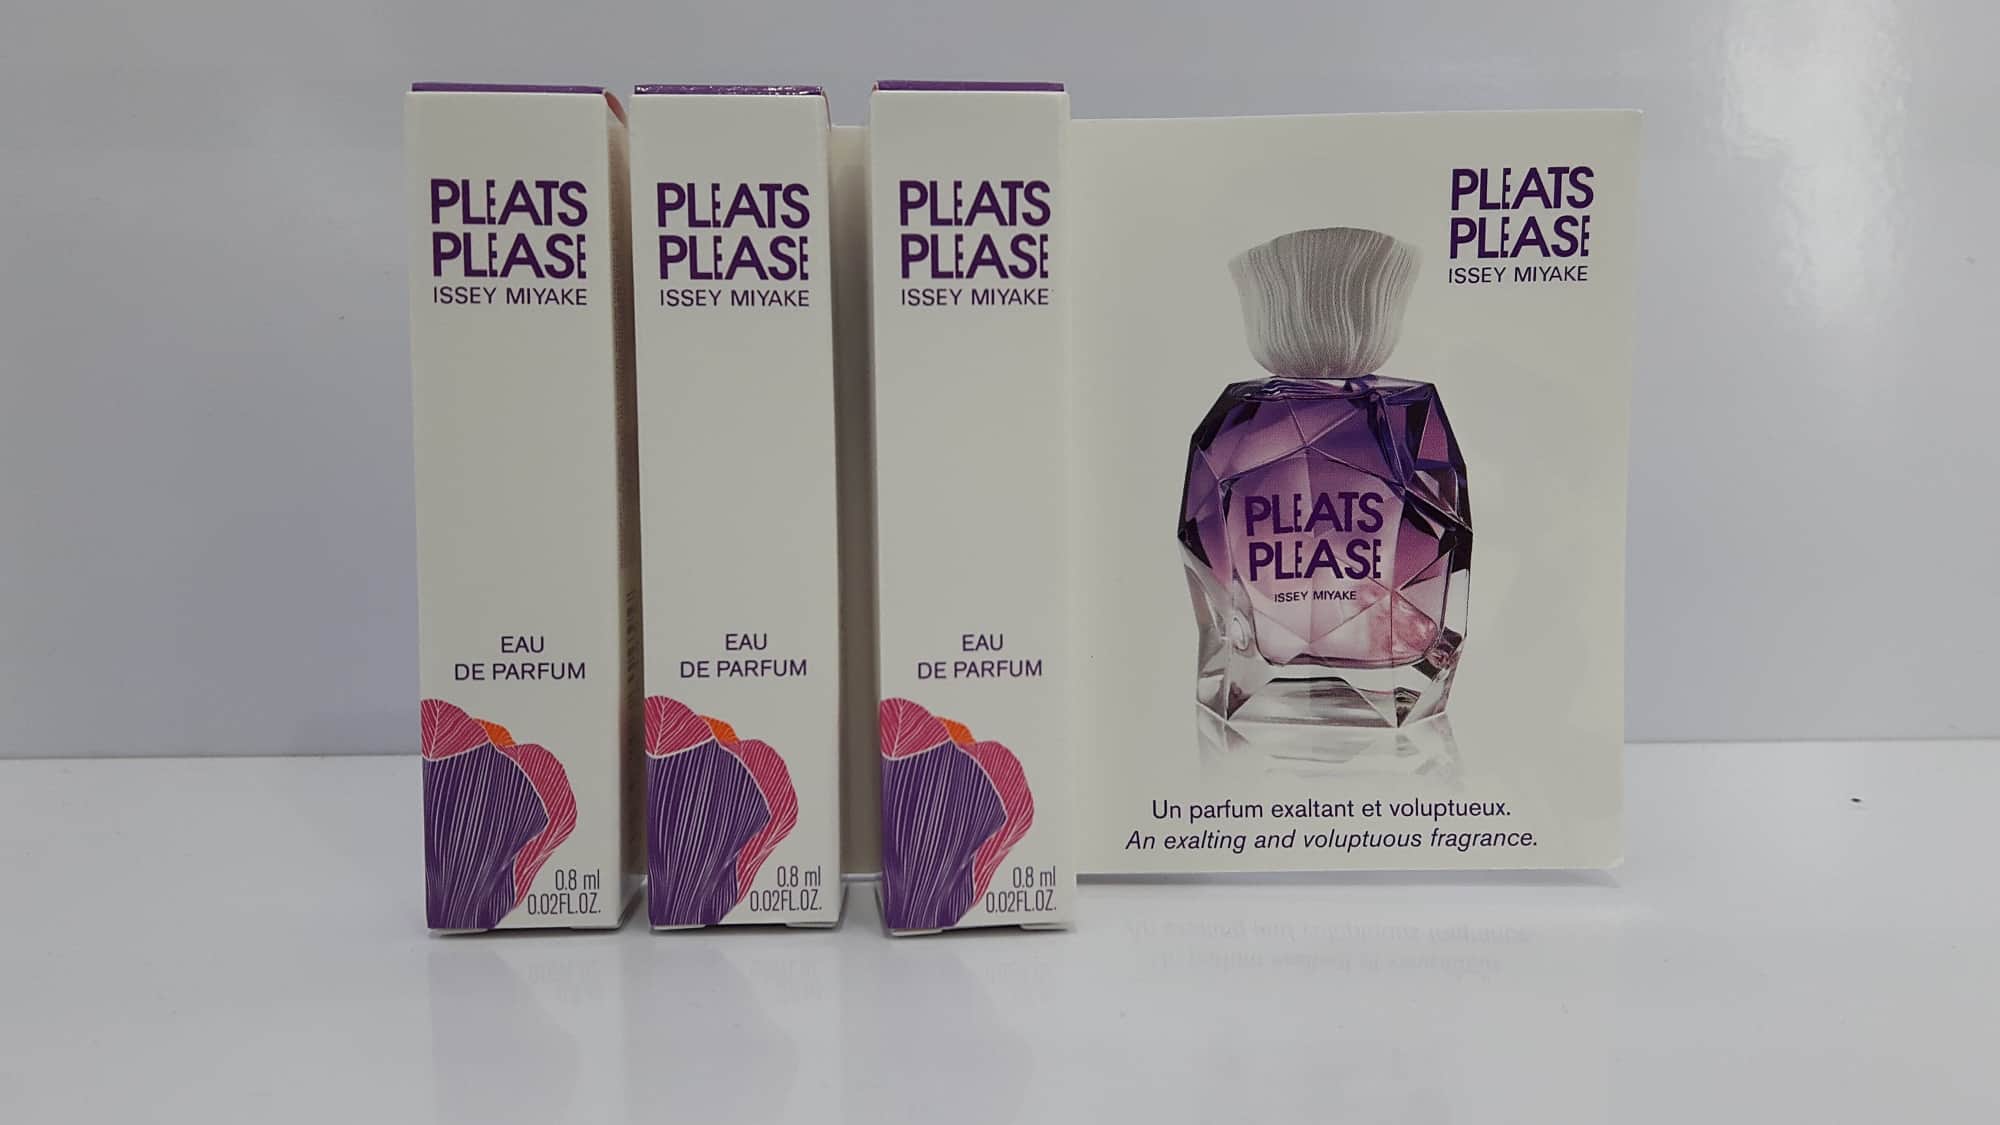 PLEATS
PLEASE
ISSEY MIYAKE
EAU
DE PARFUM
0.8 ml
0.02FL.OZ.
PLEATS
PLEASE
ISSEY MIYAKE
EAU
DE PARFUM
0.8 ml
0.02FL.OZ.
PLEATS
PLEASE
ISSEY MIYAKE
EAU
DE PARFUM
0.8 ml
0.02FL.OZ.
PLEATS
PLEASE
ISSEY MIYAKE
PLEATS
PLEASE
ISSEY MIYAKE
Un parfum exaltant et voluptueux.
An exalting and voluptuous fragrance.